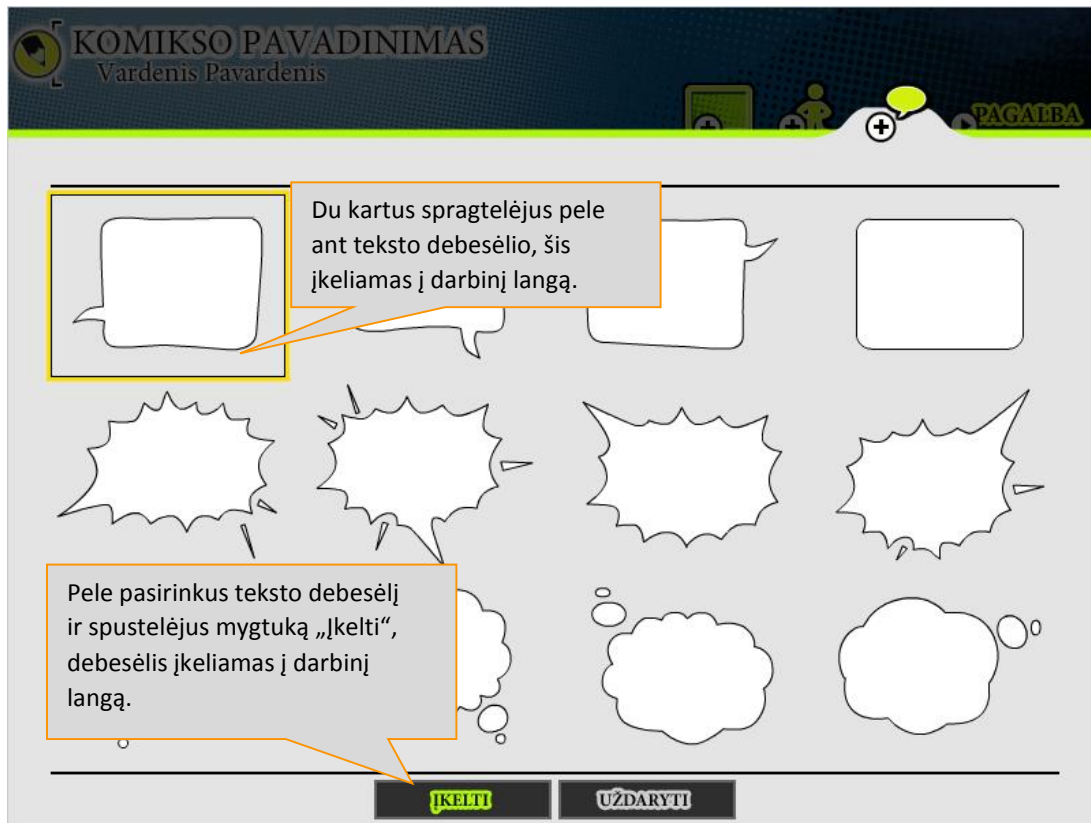 KOMIKSO PAVADINIMAS
Vardenis Pavardenis
PAGALBA
Du kartus spragtelėjus pele
ant teksto debesėlio, šis
įkeliamas į darbinį langą.
Pele pasirinkus teksto debesėlį
ir spustelėjus mygtuką „Įkelti“,
debesėlis įkeliamas į darbinį
langą.
ĮKELTI
UŽDARYTI